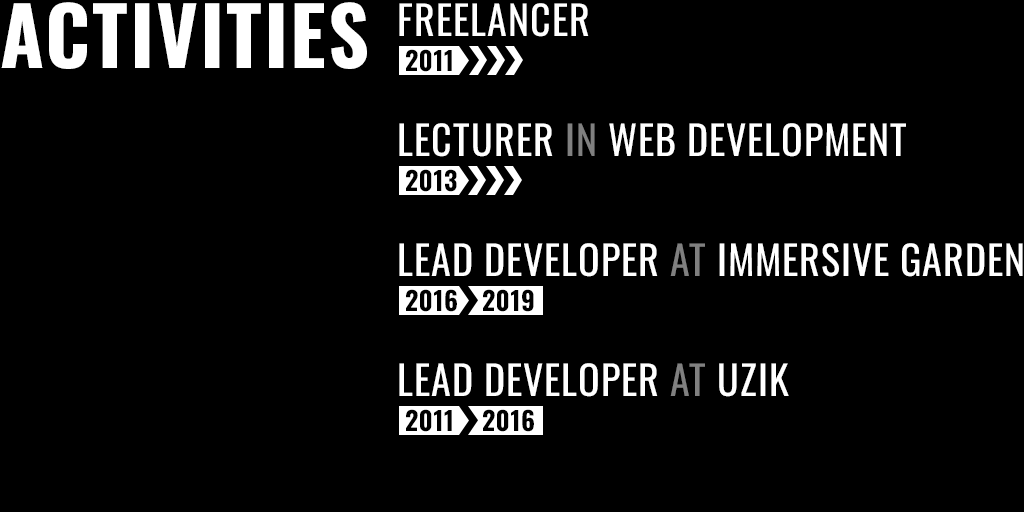 ACTIVITIES
FREELANCER
2011
LECTURER IN WEB DEVELOPMENT
2013
LEAD DEVELOPER AT IMMERSIVE GARDEN
2016 2019
LEAD DEVELOPER AT UZIK
2011 2016